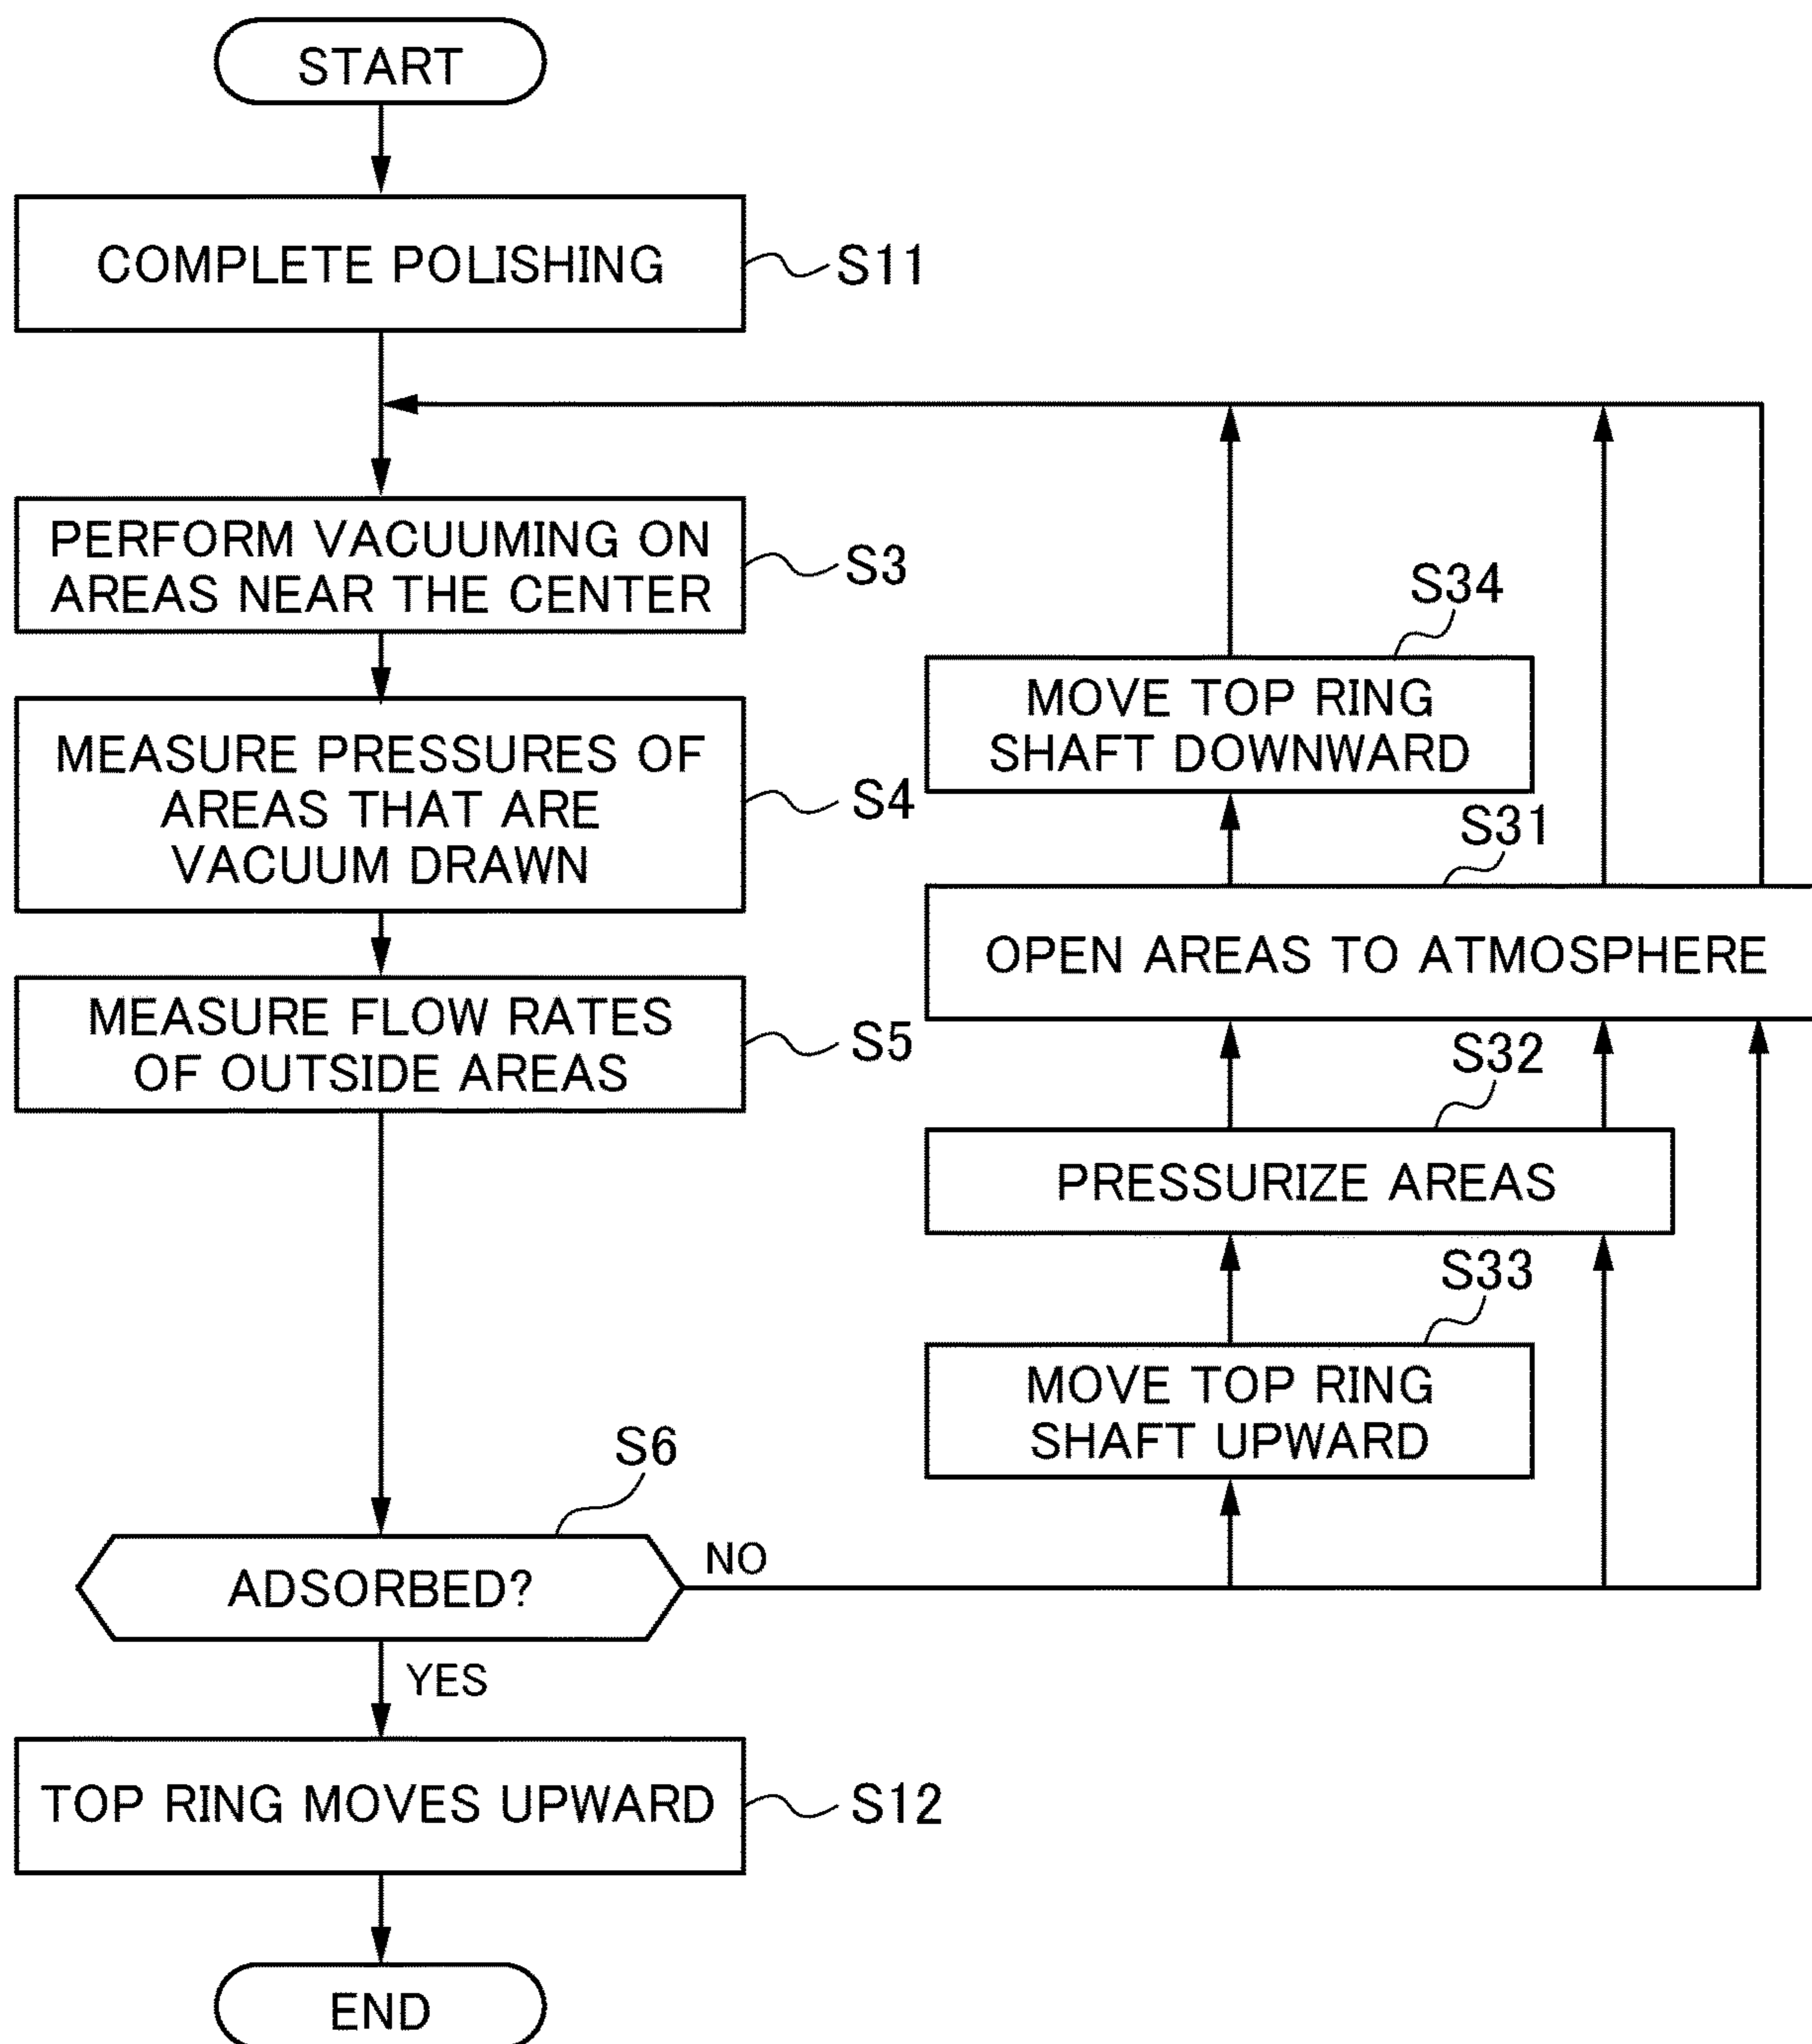 START
COMPLETE POLISHING
S11
PERFORM VACUUMING ON
AREAS NEAR THE CENTER
S3
MEASURE PRESSURES OF
AREAS THAT ARE
VACUUM DRAWN
S4
MEASURE FLOW RATES
OF OUTSIDE AREAS
S5
S6
ADSORBED?
NO
YES
TOP RING MOVES UPWARD
S12
END
S34
MOVE TOP RING
SHAFT DOWNWARD
S31
OPEN AREAS TO ATMOSPHERE
S32
PRESSURIZE AREAS
S33
MOVE TOP RING
SHAFT UPWARD